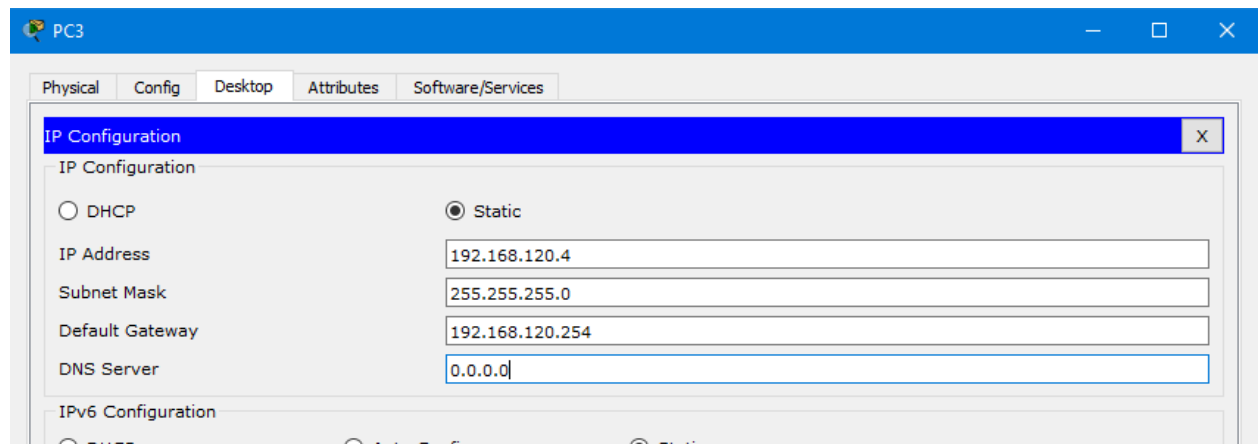 PC3
Physical Config Desktop Attributes Software/Services
IP Configuration X
IP Configuration
DHCP Static
IP Address 192.168.120.4
Subnet Mask 255.255.255.0
Default Gateway 192.168.120.254
DNS Server 0.0.0.0
IPv6 Configuration